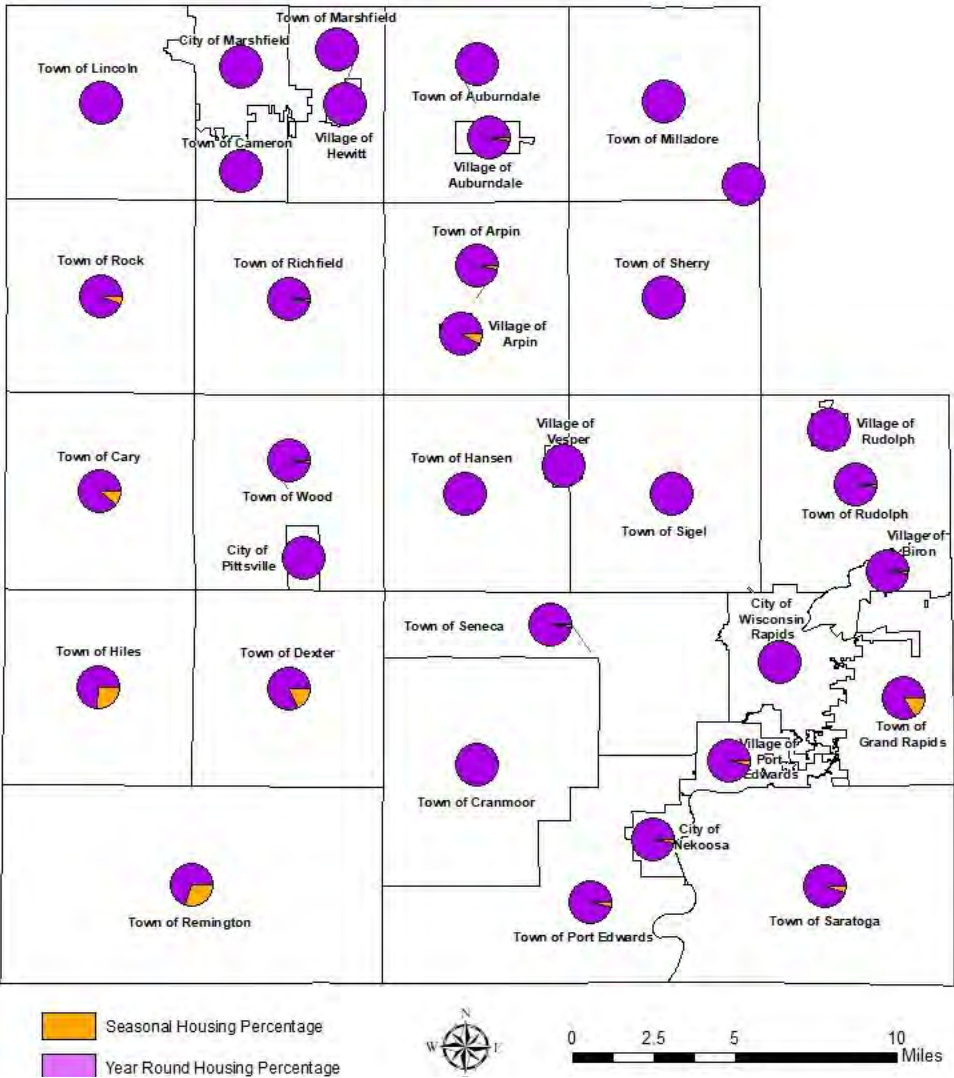 Town of Marshfield
City of Marshfield
Town of Lincoln
Town of Auburndale
Town of Milladore
Town of Cameron
Village of
Hewitt
Village of
Auburndale
Town of Rock
Town of Richfield
Town of Arpin
Town of Sherry
Village of
Arpin
Town of Cary
Town of Wood
City of
Pittsville
Town of Hansen
Village of
Vesper
Town of Sigel
Village of
Rudolph
Town of Rudolph
Village of
Biron
Town of Hiles
Town of Dexter
Town of Seneca
City of
Wisconsin
Rapids
Town of
Grand Rapids
Village of
Port
Edwards
Town of Cranmoor
City of
Nekoosa
Town of Remington
Town of Port Edwards
Town of Saratoga
Seasonal Housing Percentage
Year Round Housing Percentage
N
W E
0 2.5 5 10
Miles